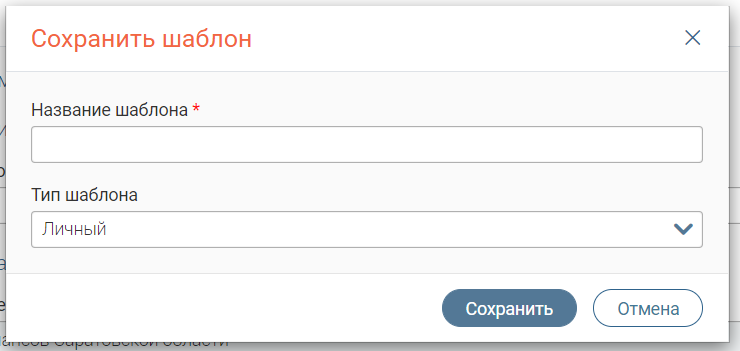 Сохранить шаблон
Название шаблона *
Тип шаблона
Личный
Сохранить
Отмена